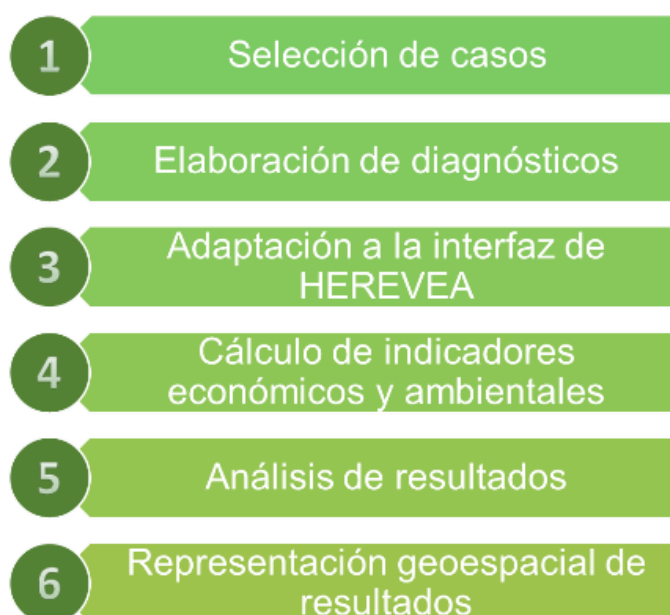 1
Selección de casos
2
Elaboración de diagnósticos
3
Adaptación a la interfaz de
HEREVEA
4
Cálculo de indicadores
económicos y ambientales
5
Análisis de resultados
6
Representación geoespacial de
resultados